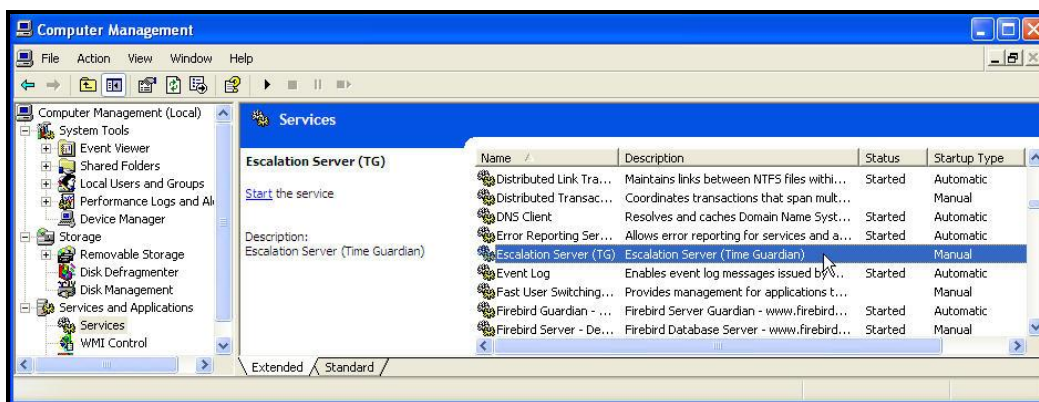 Computer Management
File Action View Window Help
Computer Management (Local)
System Tools
Event Viewer
Shared Folders
Local Users and Groups
Performance Logs and Al
Device Manager
Storage
Removable Storage
Disk Defragmenter
Disk Management
Services and Applications
Services
WMI Control
Services
Escalation Server (TG)
Start the service
Description:
Escalation Server (Time Guardian)
Name Description Status Startup Type
Distributed Link Tra... Maintains links between NTFS files withi... Started Automatic
Distributed Transac... Coordinates transactions that span mult... Manual
DNS Client Resolves and caches Domain Name Syst... Started Automatic
Error Reporting Ser... Allows error reporting for services and a... Started Automatic
Escalation Server (TG) Escalation Server (Time Guardian) Manual
Event Log Enables event log messages issued by ... Started Automatic
Fast User Switching... Provides management for applications t... Manual
Firebird Guardian - ... Firebird Server Guardian - www.firebird... Started Automatic
Firebird Server - De... Firebird Database Server - www.firebird... Started Manual
Extended Standard